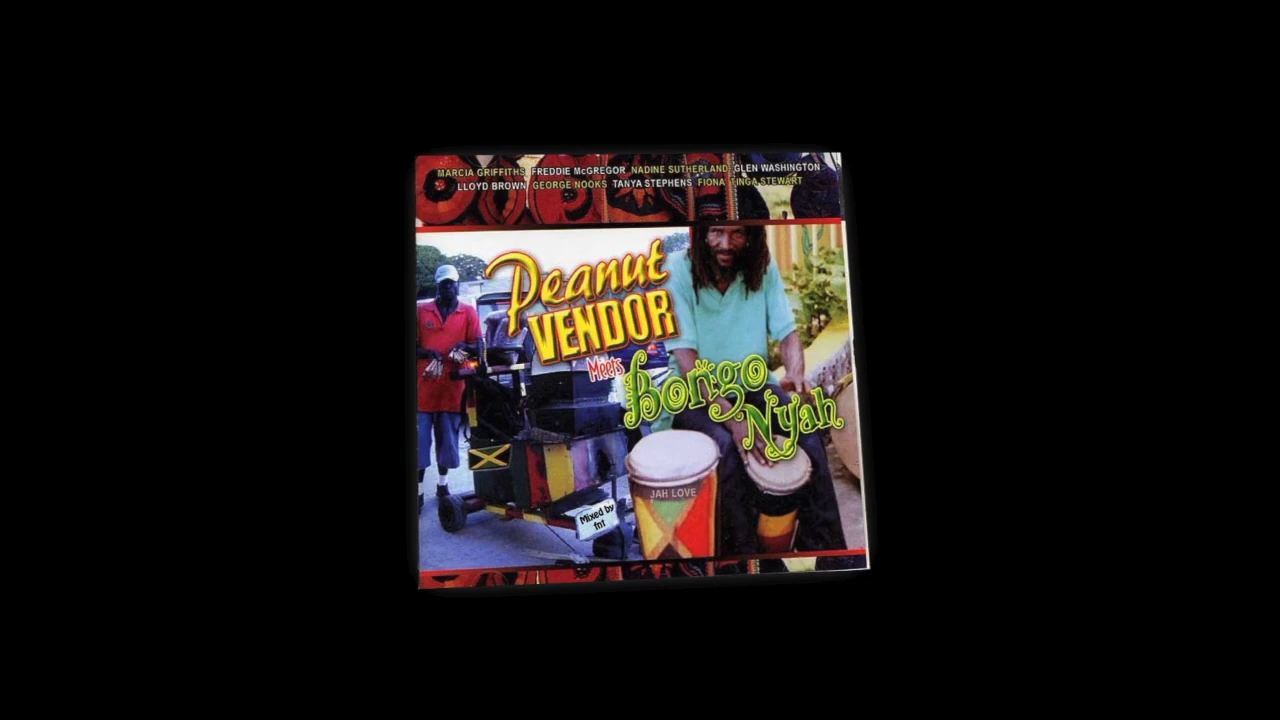 MARCIA GRIFFITHS FREDDIE McGREGOR NADINE SUTHERLAND GLEN WASHINGTON
LLOYD BROWN GEORGE NOOKS TANYA STEPHENS FIONA TINGA STEWART
Peanut
VENDOR
Meets
Bongo
Nyah
JAH LOVE
Mixed by
fnt